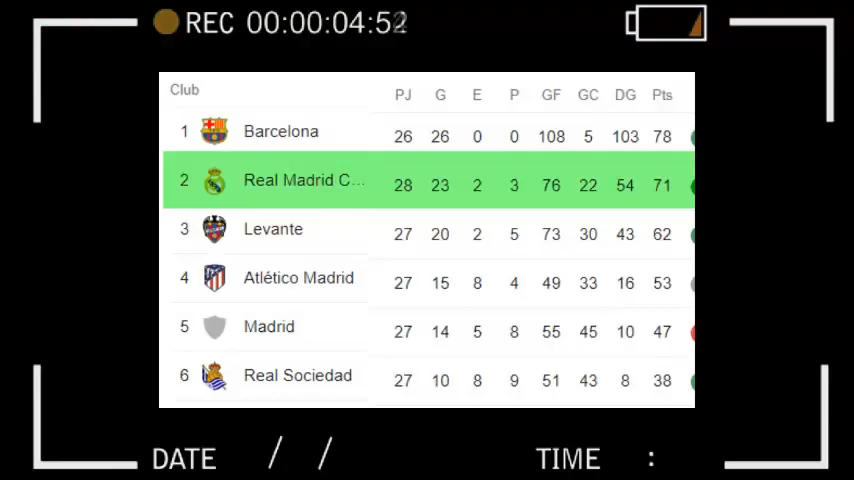 REC 00:00:04:52
Club PJ G E P GF GC DG Pts
1 Barcelona 26 26 0 0 108 5 103 78
2 Real Madrid C... 28 23 2 3 76 22 54 71
3 Levante 27 20 2 5 73 30 43 62
4 Atlético Madrid 27 15 8 4 49 33 16 53
5 Madrid 27 14 5 8 55 45 10 47
6 Real Sociedad 27 10 8 9 51 43 8 38
DATE / / TIME :